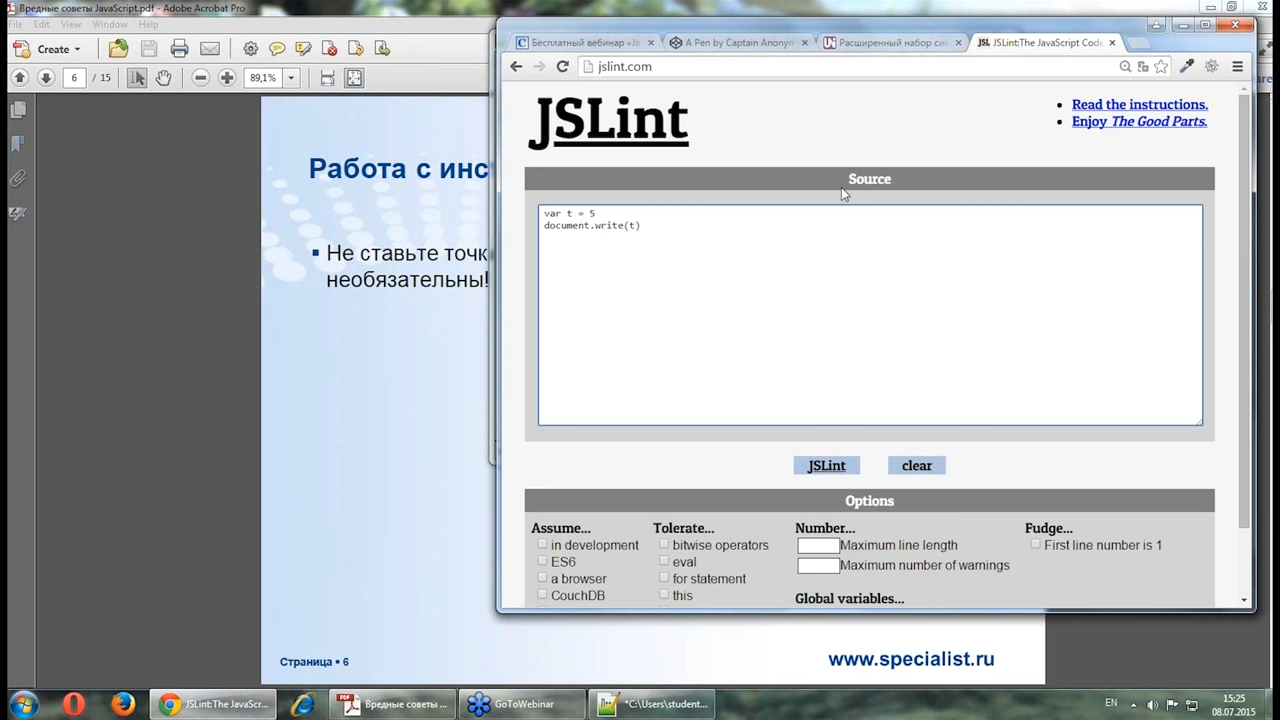 Вредные советы JavaScript.pdf - Adobe Acrobat Pro
File Edit View Window Help
Create
6 / 15
89,1%
Работа с инс
Не ставьте точк
необязательны!
Страница ▪ 6
www.specialist.ru
Бесплатный вебинар «Ja
A Pen by Captain Anonym
Расширенный набор си
JSLint:The JavaScript Code
jslint.com
JSLint
Read the instructions.
Enjoy The Good Parts.
Source
var t = 5
document.write(t)
JSLint
clear
Options
Assume...
in development
ES6
a browser
CouchDB
Tolerate...
bitwise operators
eval
for statement
this
Number...
Maximum line length
Maximum number of warnings
Global variables...
Fudge...
First line number is 1
JSLint:The JavaScr...
Вредные советы ...
GoToWebinar
*C:\Users\student...
EN
15:25
08.07.2015